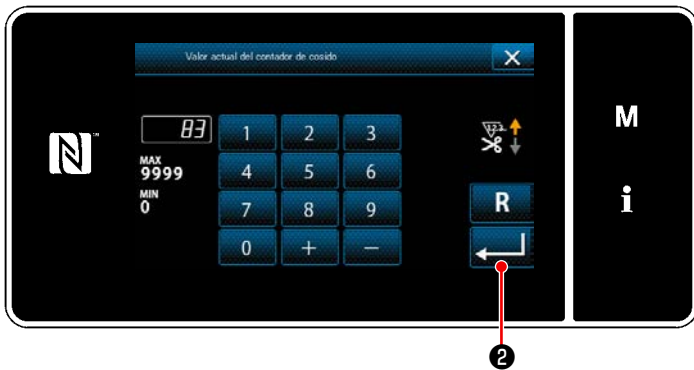 Valor actual del contador de cosido
X
83
1 2 3
MAX
9999
4 5 6
MIN
0
7 8 9
0 + −
123
R
M
i
N
❷